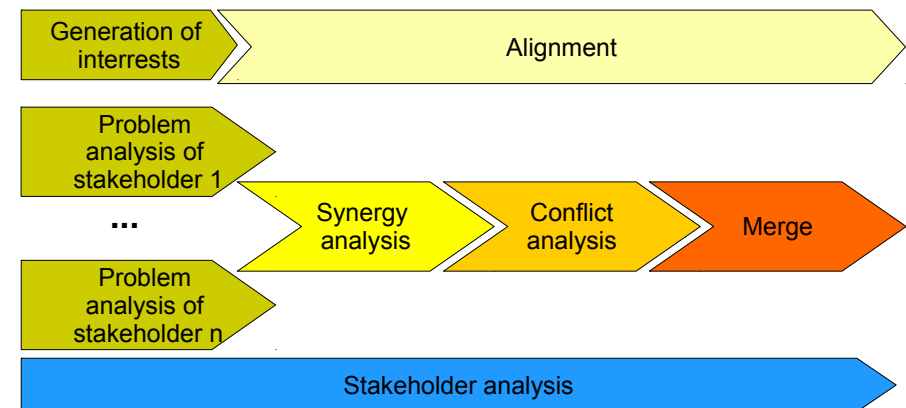 Generation of
interrests
Alignment
Problem
analysis of
stakeholder 1
...
Synergy
analysis
Conflict
analysis
Merge
Problem
analysis of
stakeholder n
Stakeholder analysis